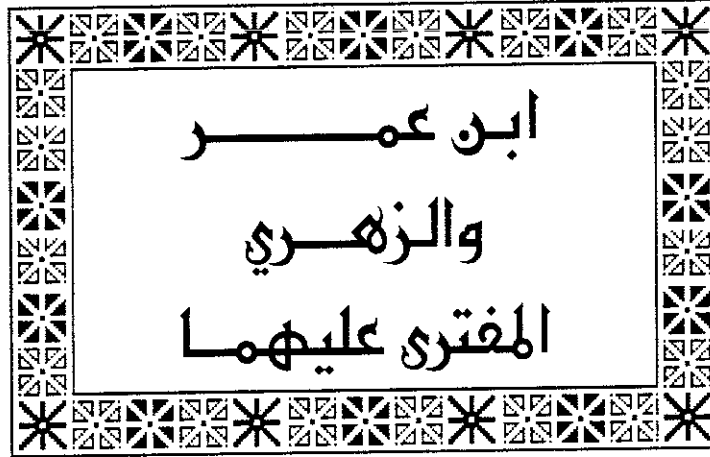 ابن عمر
والزهري
المفترى عليهما